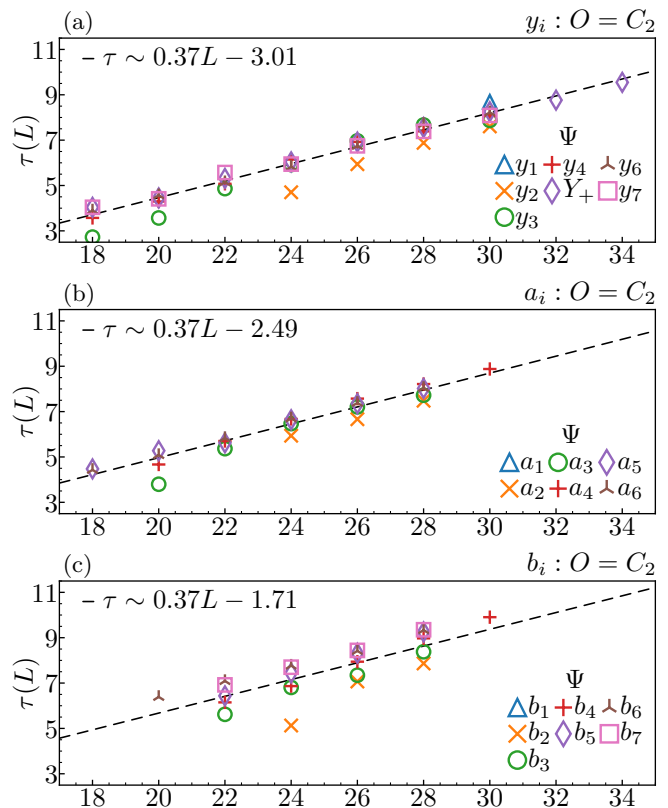 (a) y_i : O = C_2
– τ ∼ 0.37L − 3.01
τ(L)
11
9
7
5
3
Ψ
y_1 y_4 y_6
y_2 Y_+ y_7
y_3
18 20 22 24 26 28 30 32 34
(b) a_i : O = C_2
– τ ∼ 0.37L − 2.49
τ(L)
11
9
7
5
3
Ψ
a_1 a_3 a_5
a_2 a_4 a_6
18 20 22 24 26 28 30 32 34
(c) b_i : O = C_2
– τ ∼ 0.37L − 1.71
τ(L)
11
9
7
5
3
Ψ
b_1 b_4 b_6
b_2 b_5 b_7
b_3
18 20 22 24 26 28 30 32 34